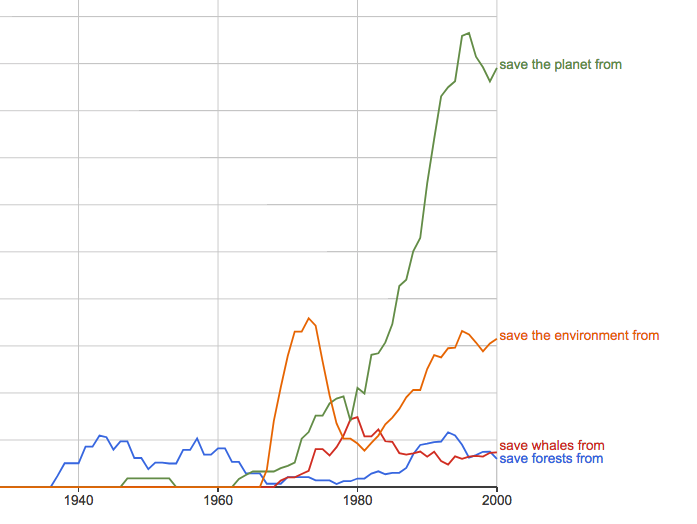 save the planet from
save the environment from
save whales from
save forests from
1940
1960
1980
2000